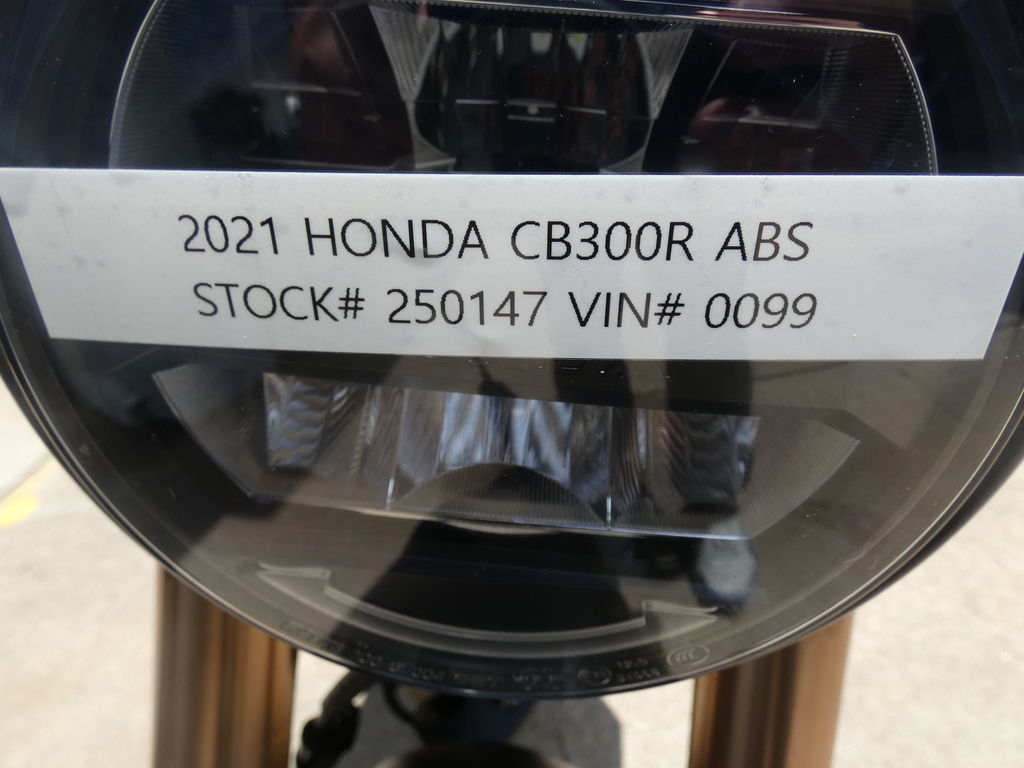 2021 HONDA CB300R ABS
STOCK# 250147 VIN# 0099